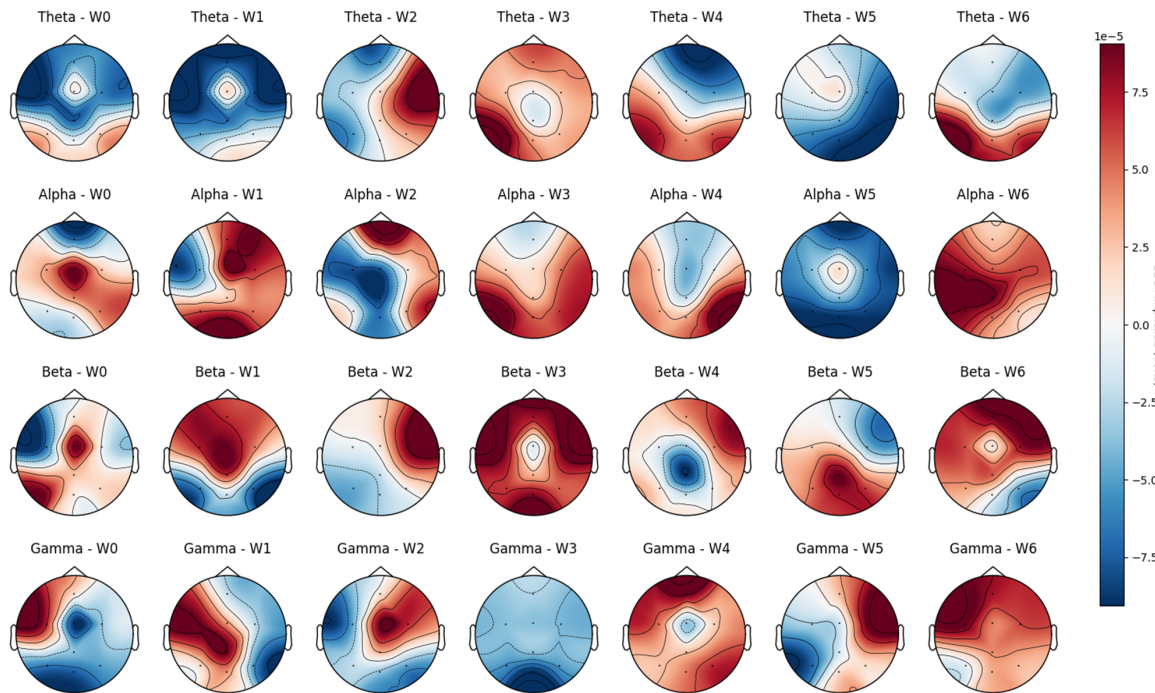 Theta - W0 Theta - W1 Theta - W2 Theta - W3 Theta - W4 Theta - W5 Theta - W6
1e−5
7.5
Alpha - W0 Alpha - W1 Alpha - W2 Alpha - W3 Alpha - W4 Alpha - W5 Alpha - W6
5.0
2.5
0.0
Beta - W0 Beta - W1 Beta - W2 Beta - W3 Beta - W4 Beta - W5 Beta - W6
−2.5
−5.0
Gamma - W0 Gamma - W1 Gamma - W2 Gamma - W3 Gamma - W4 Gamma - W5 Gamma - W6
−7.5